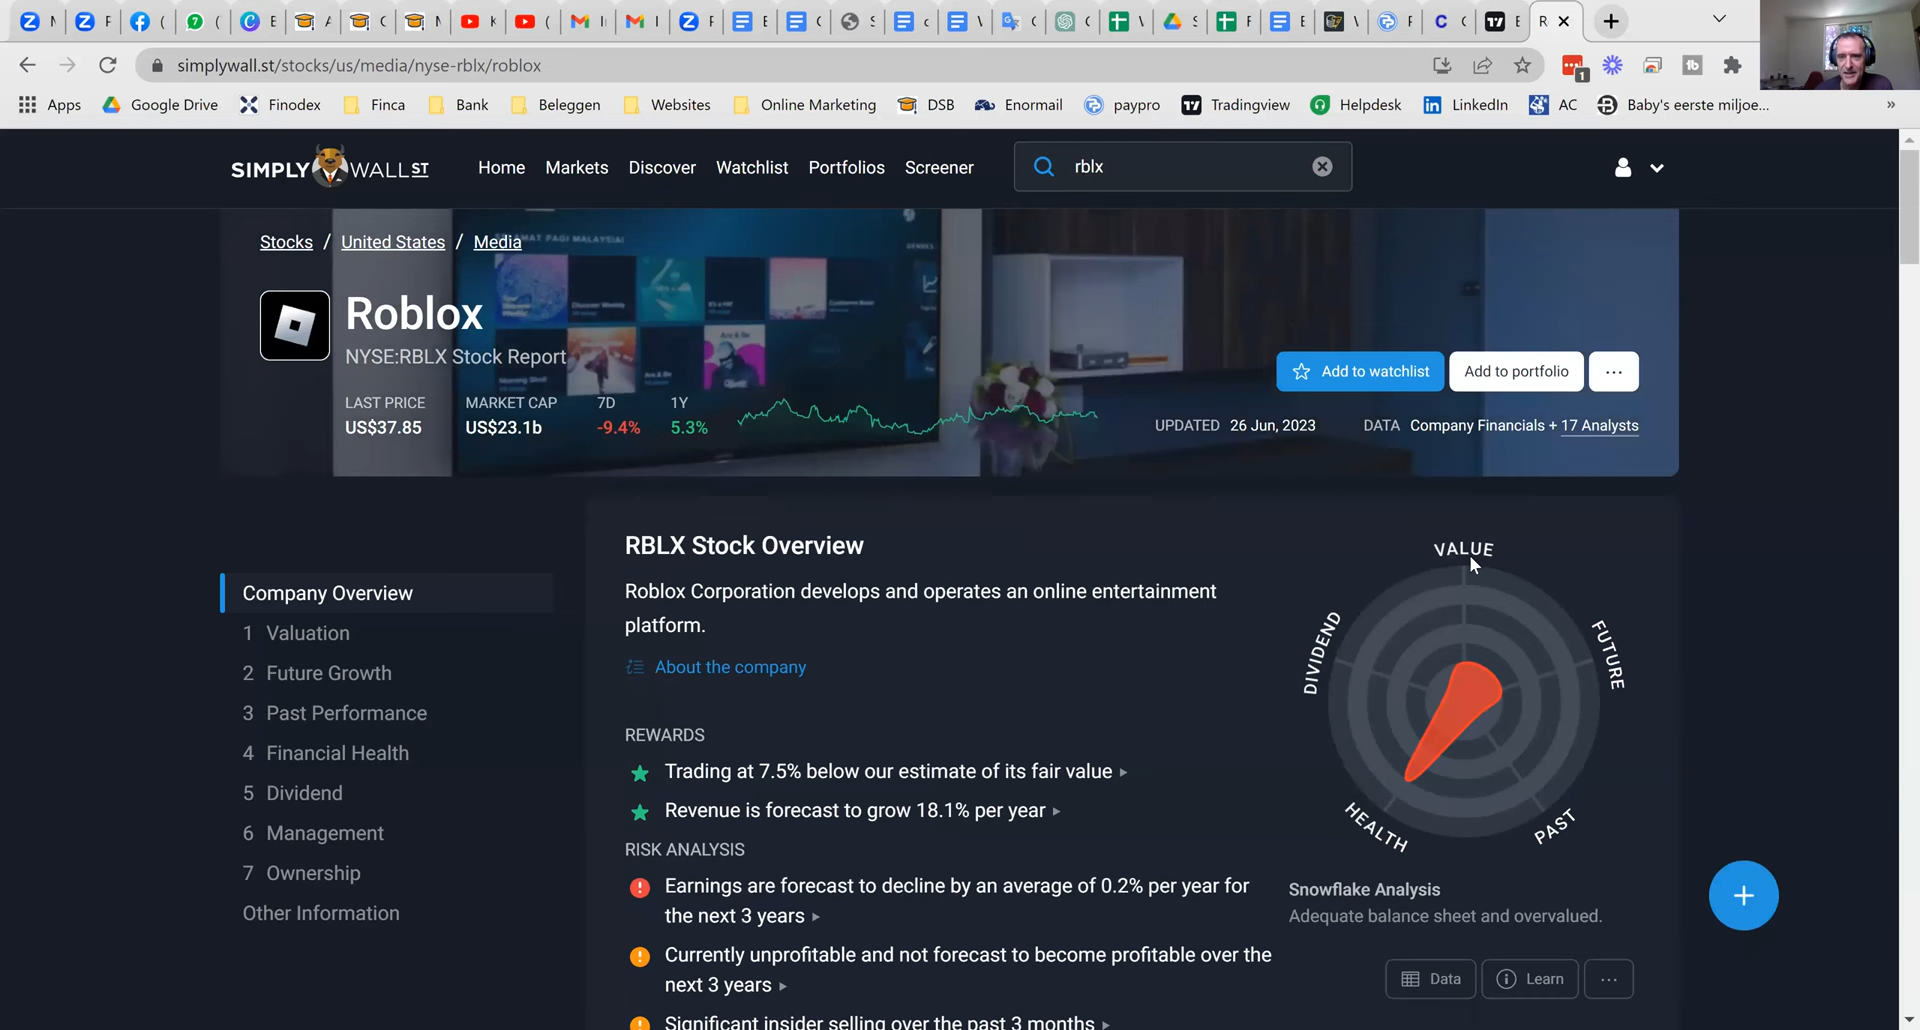 simplywall.st/stocks/us/media/nyse-rblx/roblox
1
Apps
Google Drive
Finodex
Finca
Bank
Beleggen
Websites
Online Marketing
DSB
Enormail
paypro
Tradingview
Helpdesk
LinkedIn
AC
Baby's eerste miljoe...
»
SIMPLY WALL ST
Home
Markets
Discover
Watchlist
Portfolios
Screener
rblx
Stocks / United States / Media
Roblox
NYSE:RBLX Stock Report
Add to watchlist
Add to portfolio
...
LAST PRICE
US$37.85
MARKET CAP
US$23.1b
7D
-9.4%
1Y
5.3%
UPDATED 26 Jun, 2023
DATA Company Financials + 17 Analysts
Company Overview
1 Valuation
2 Future Growth
3 Past Performance
4 Financial Health
5 Dividend
6 Management
7 Ownership
Other Information
RBLX Stock Overview
Roblox Corporation develops and operates an online entertainment
platform.
About the company
REWARDS
Trading at 7.5% below our estimate of its fair value
Revenue is forecast to grow 18.1% per year
RISK ANALYSIS
Earnings are forecast to decline by an average of 0.2% per year for
the next 3 years
Currently unprofitable and not forecast to become profitable over the
next 3 years
Significant insider selling over the past 3 months
VALUE
FUTURE
PAST
HEALTH
DIVIDEND
Snowflake Analysis
Adequate balance sheet and overvalued.
Data
Learn
...